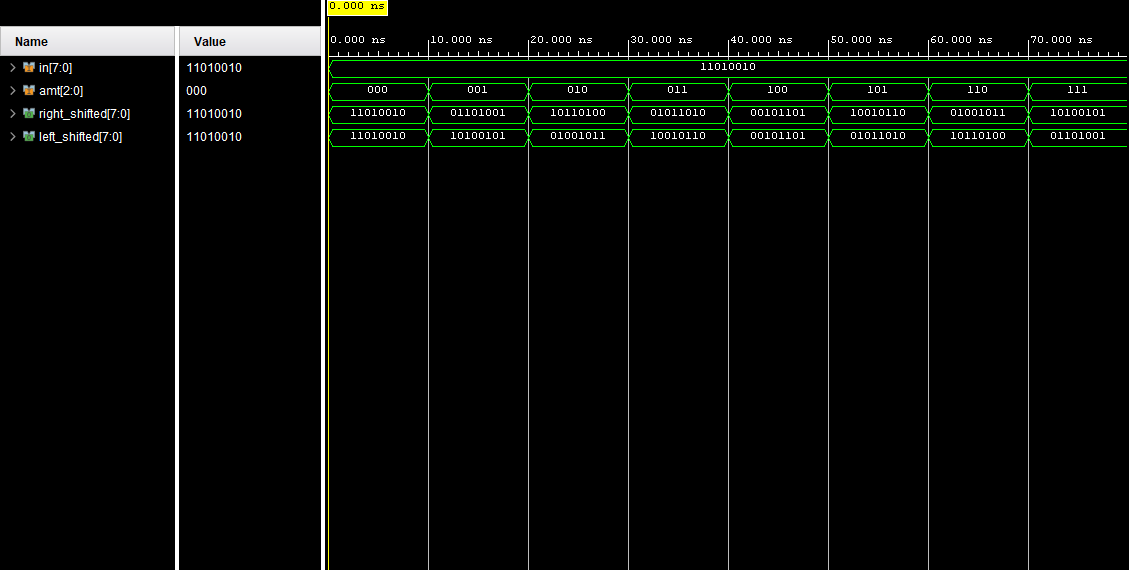 0.000 ns
Name Value
0.000 ns 10.000 ns 20.000 ns 30.000 ns 40.000 ns 50.000 ns 60.000 ns 70.000 ns
in[7:0] 11010010 11010010
amt[2:0] 000 000 001 010 011 100 101 110 111
right_shifted[7:0] 11010010 11010010 01101001 10110100 01011010 00101101 10010110 01001011 10100101
left_shifted[7:0] 11010010 11010010 10100101 01001011 10010110 00101101 01011010 10110100 01101001